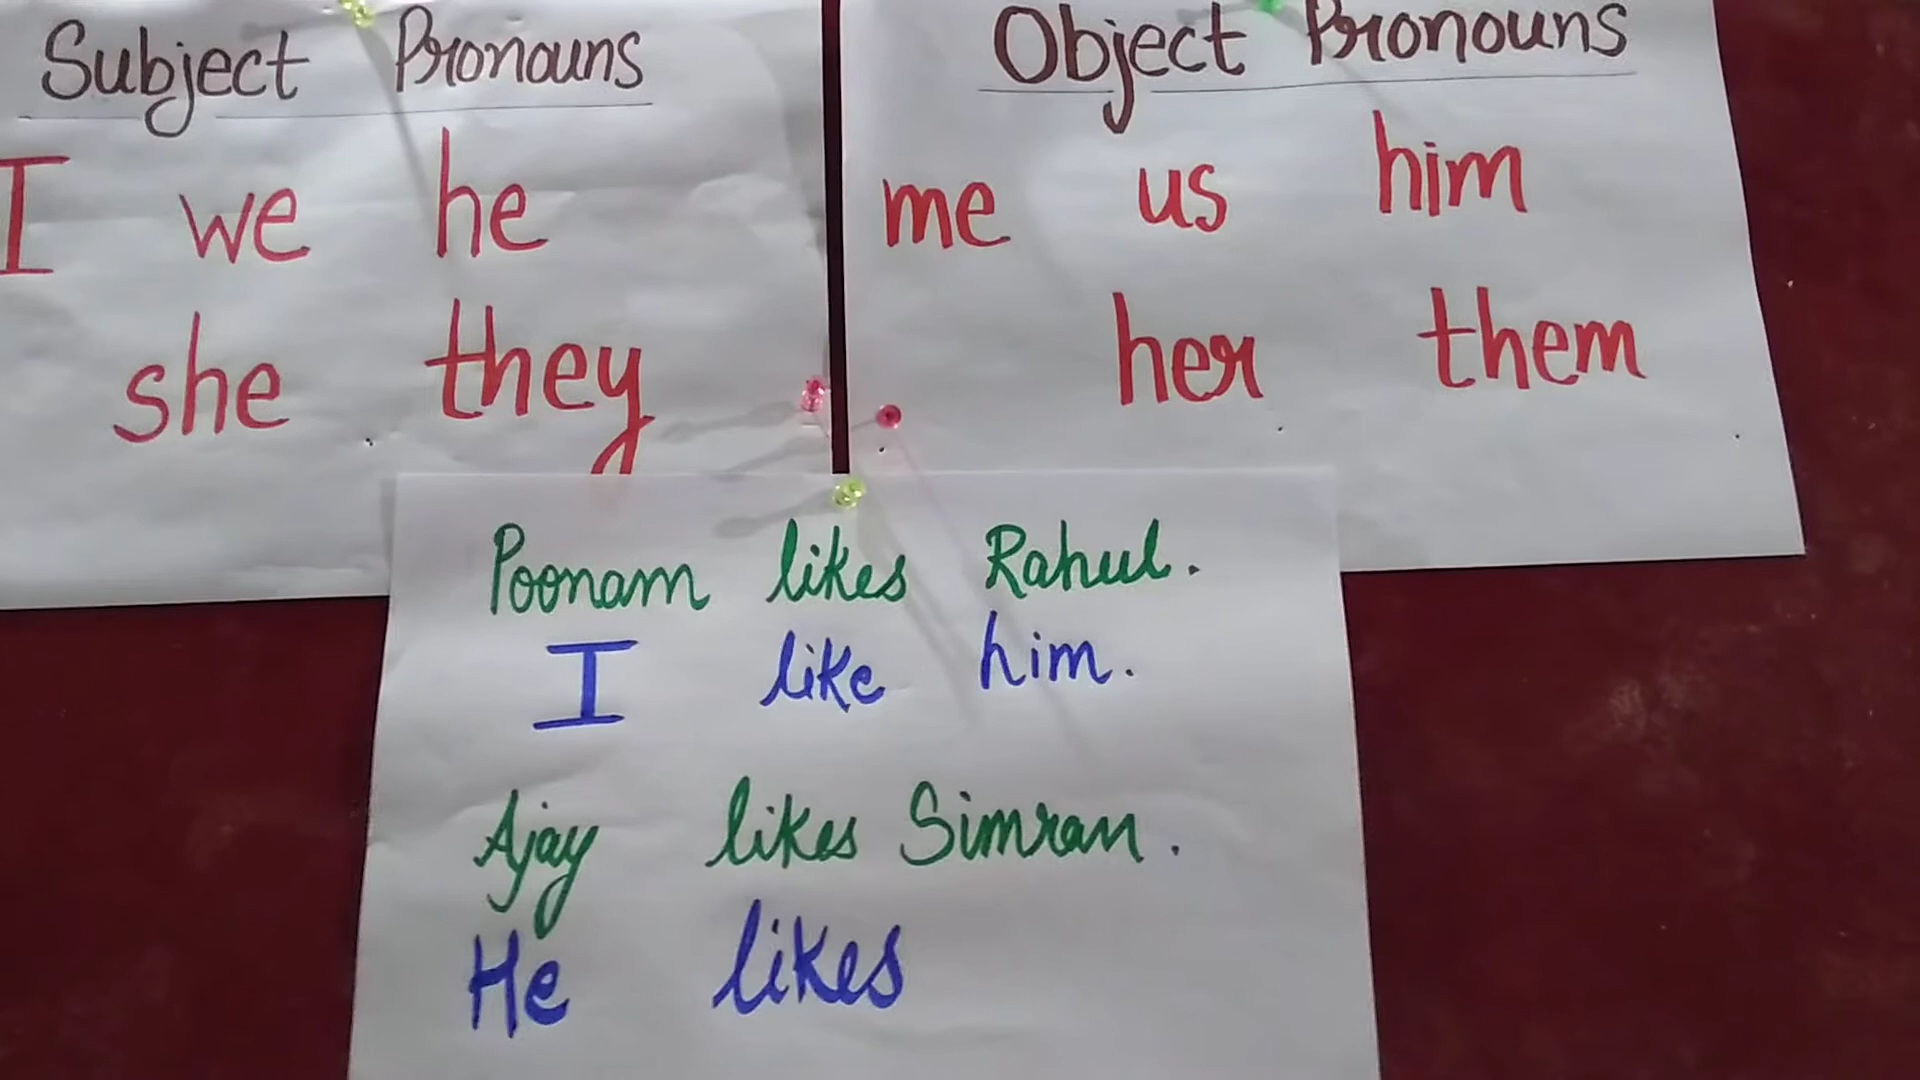 Subject Pronouns
I we he
she they
Object Pronouns
me us him
her them
Poonam likes Rahul.
I like him.
Ajay likes Simran.
He likes